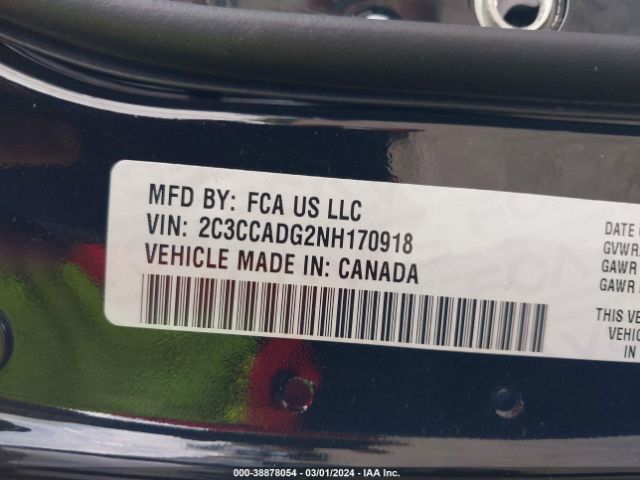 MFD BY: FCA US LLC
VIN: 2C3CCADG2NH170918
VEHICLE MADE IN: CANADA
DATE
GVWR
GAWR
GAWR
THIS VE
VEHIC
IN
000-38878054 - 03/01/2024 - IAA Inc.